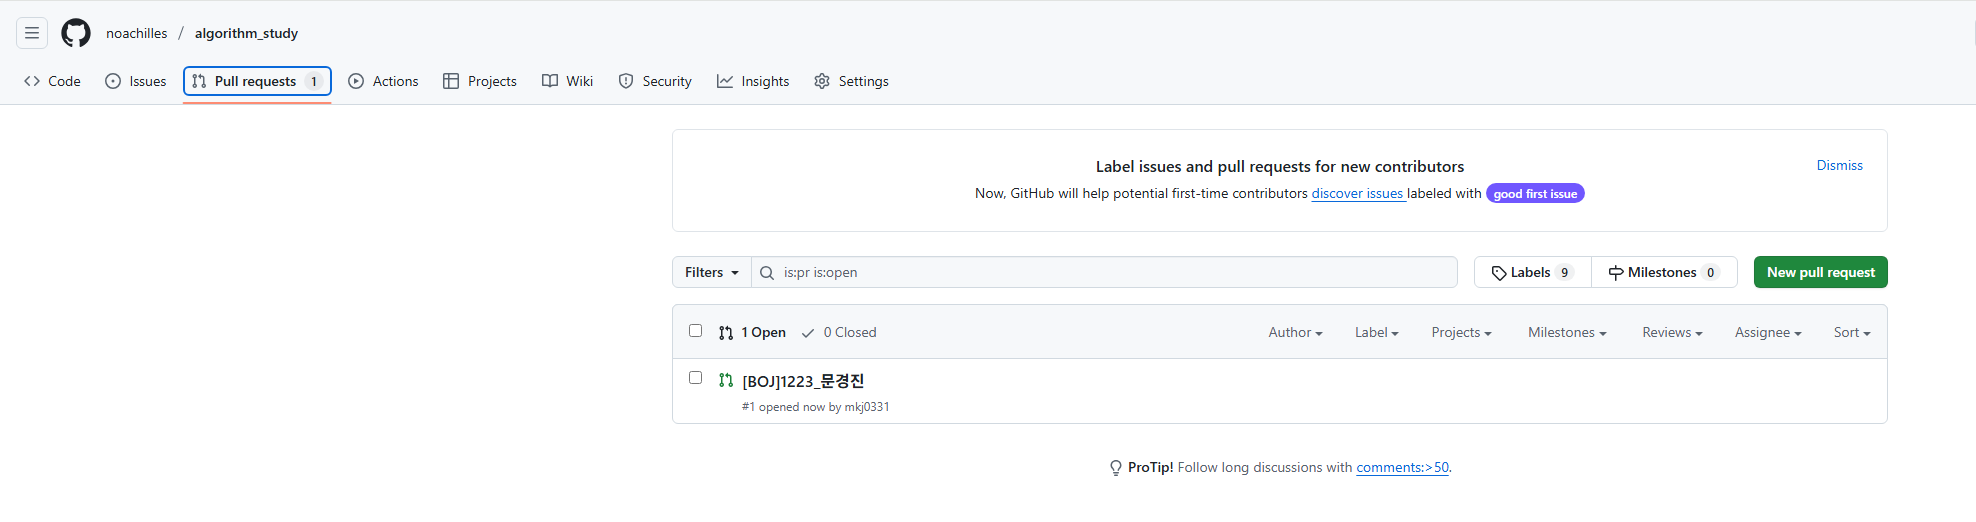 noachilles / algorithm_study
Code Issues Pull requests 1 Actions Projects Wiki Security Insights Settings
Label issues and pull requests for new contributors
Dismiss
Now, GitHub will help potential first-time contributors discover issues labeled with good first issue
Filters is:pr is:open Labels 9 Milestones 0 New pull request
1 Open 0 Closed Author Label Projects Milestones Reviews Assignee Sort
[BOJ]1223_문경진
#1 opened now by mkj0331
ProTip! Follow long discussions with comments:>50.